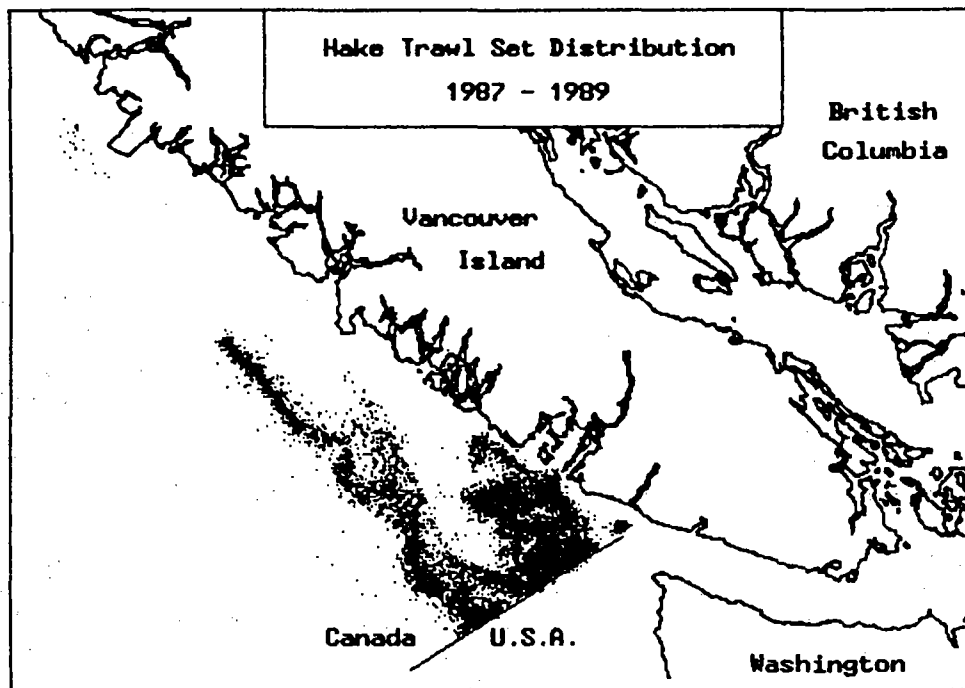 Hake Trawl Set Distribution
1987 - 1989
British
Columbia
Vancouver
Island
Canada U.S.A.
Washington